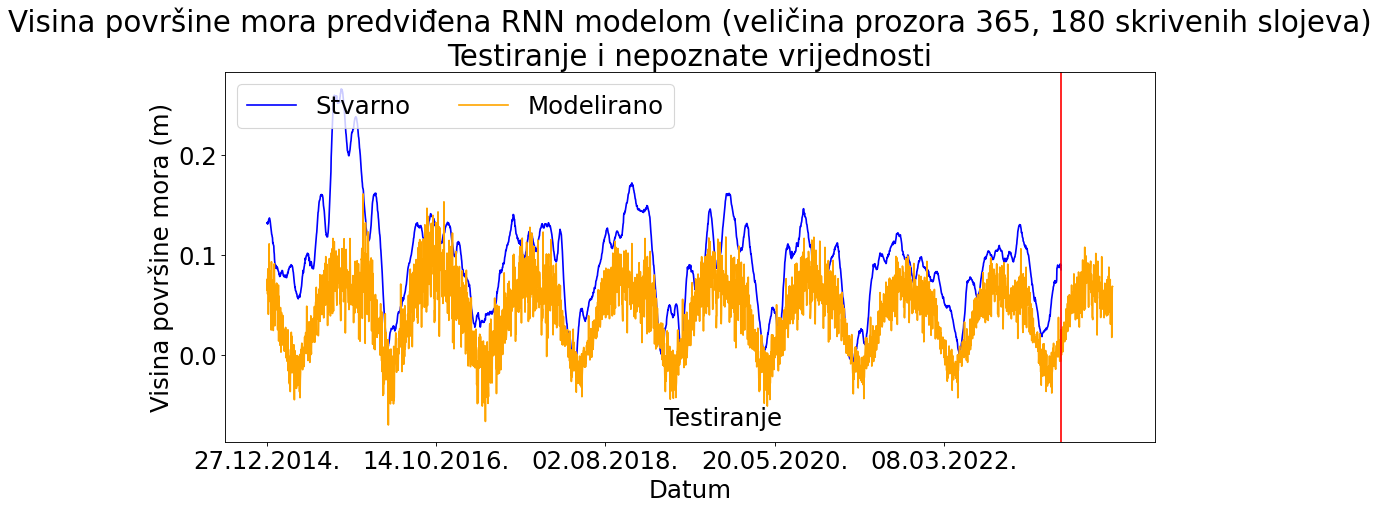 Visina površine mora predviđena RNN modelom (veličina prozora 365, 180 skrivenih slojeva)
Testiranje i nepoznate vrijednosti
Stvarno
Modelirano
Visina površine mora (m)
0.2
0.1
0.0
Testiranje
27.12.2014.
14.10.2016.
02.08.2018.
20.05.2020.
08.03.2022.
Datum